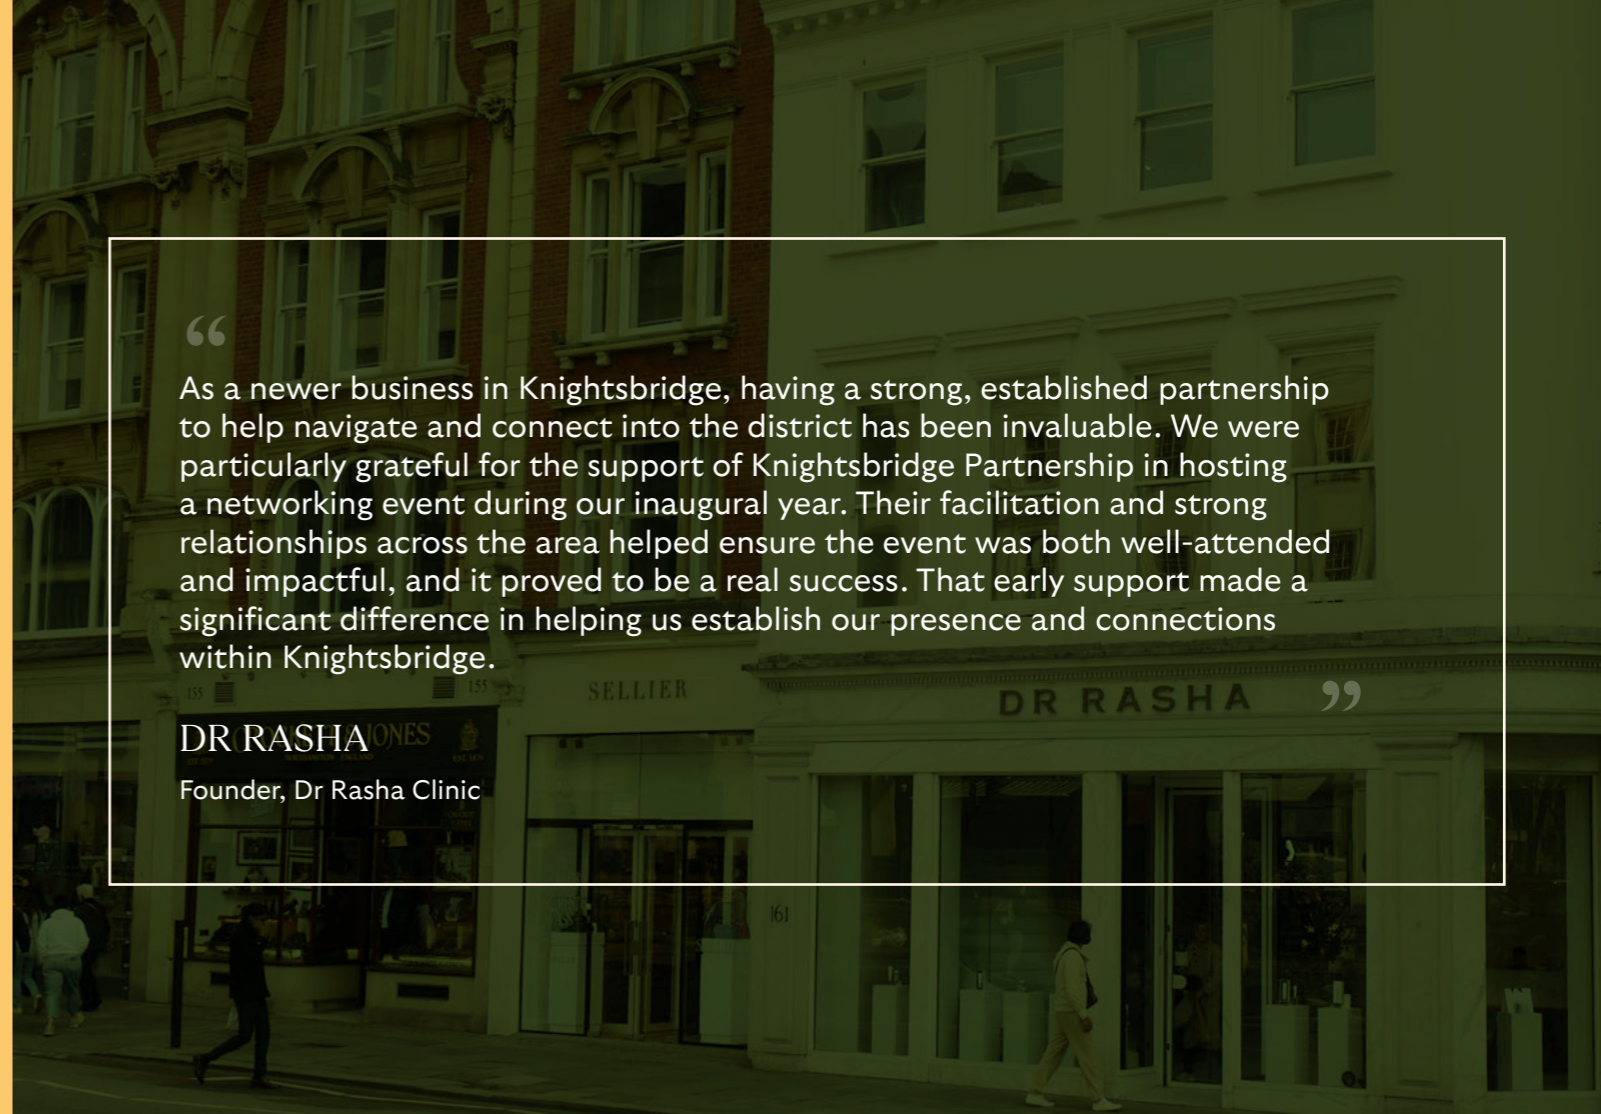 “
As a newer business in Knightsbridge, having a strong, established partnership
to help navigate and connect into the district has been invaluable. We were
particularly grateful for the support of Knightsbridge Partnership in hosting
a networking event during our inaugural year. Their facilitation and strong
relationships across the area helped ensure the event was both well-attended
and impactful, and it proved to be a real success. That early support made a
significant difference in helping us establish our presence and connections
within Knightsbridge.
”
DR RASHA
Founder, Dr Rasha Clinic
155
155
JONES
SELLIER
DR RASHA
161